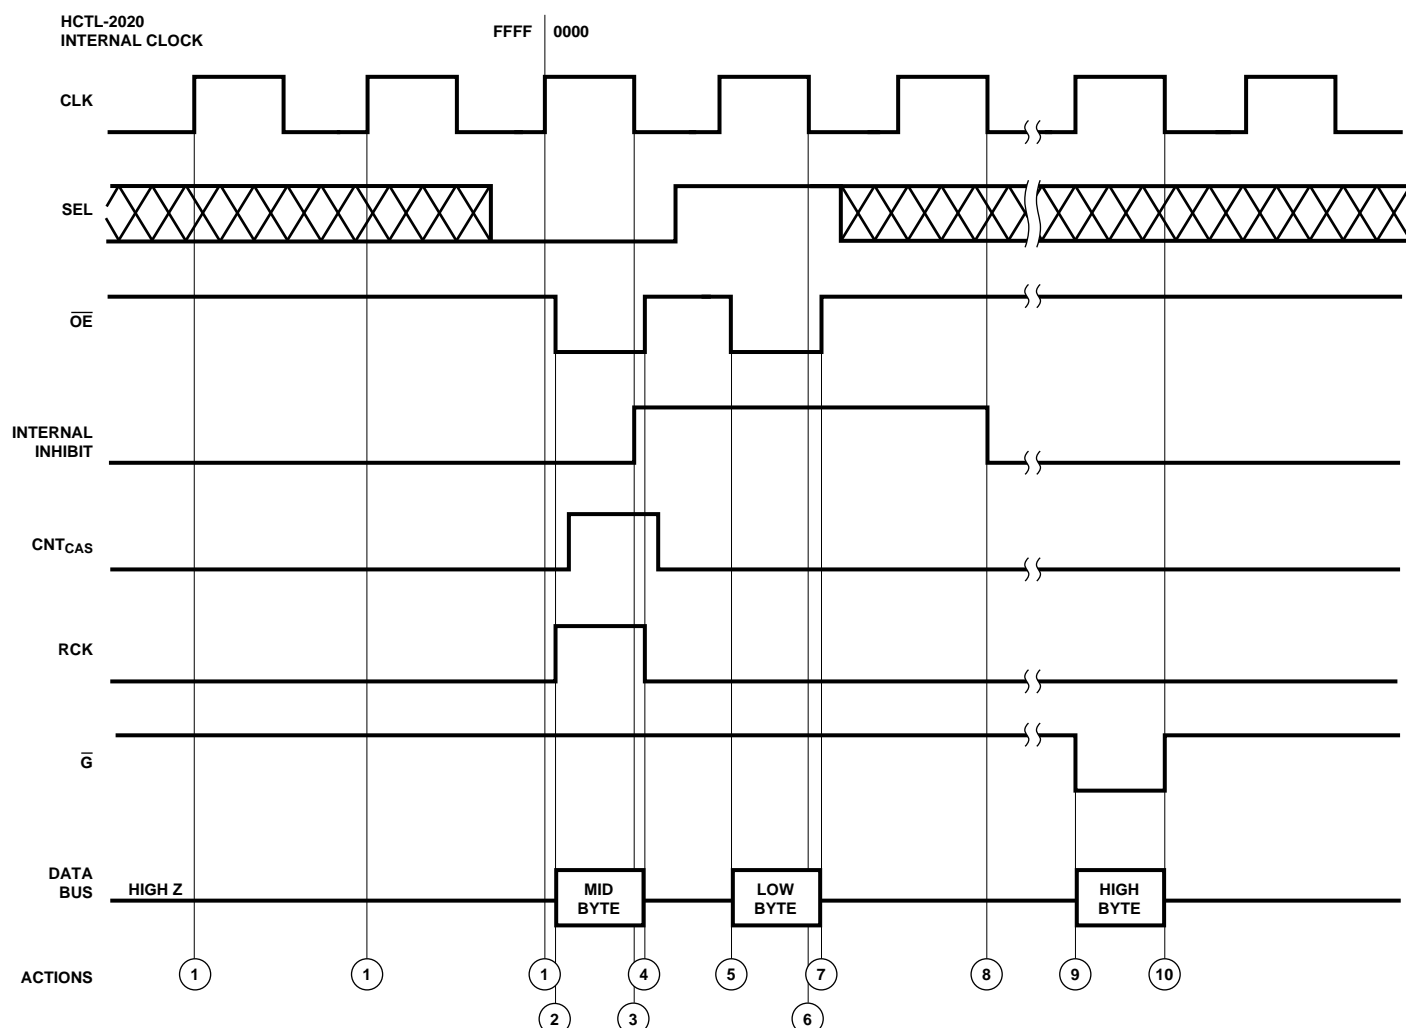 HCTL-2020
INTERNAL CLOCK
FFFF 0000
CLK
SEL
OE
INTERNAL
INHIBIT
CNTCAS
RCK
G
DATA
BUS
HIGH Z
MID
BYTE
LOW
BYTE
HIGH
BYTE
ACTIONS
1 1 1 4 5 7 8 9 10
2 3 6